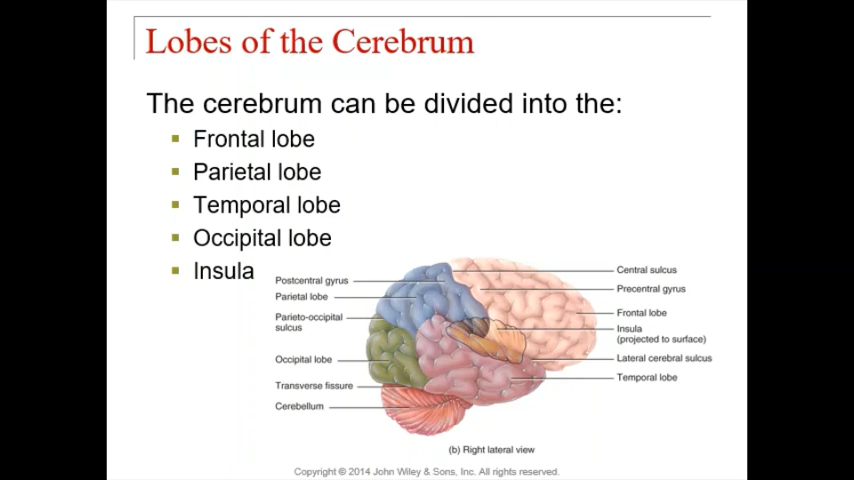 Lobes of the Cerebrum
The cerebrum can be divided into the:
Frontal lobe
Parietal lobe
Temporal lobe
Occipital lobe
Insula
Postcentral gyrus
Parietal lobe
Parieto-occipital
sulcus
Occipital lobe
Transverse fissure
Cerebellum
Central sulcus
Precentral gyrus
Frontal lobe
Insula
(projected to surface)
Lateral cerebral sulcus
Temporal lobe
(b) Right lateral view
Copyright © 2014 John Wiley & Sons, Inc. All rights reserved.